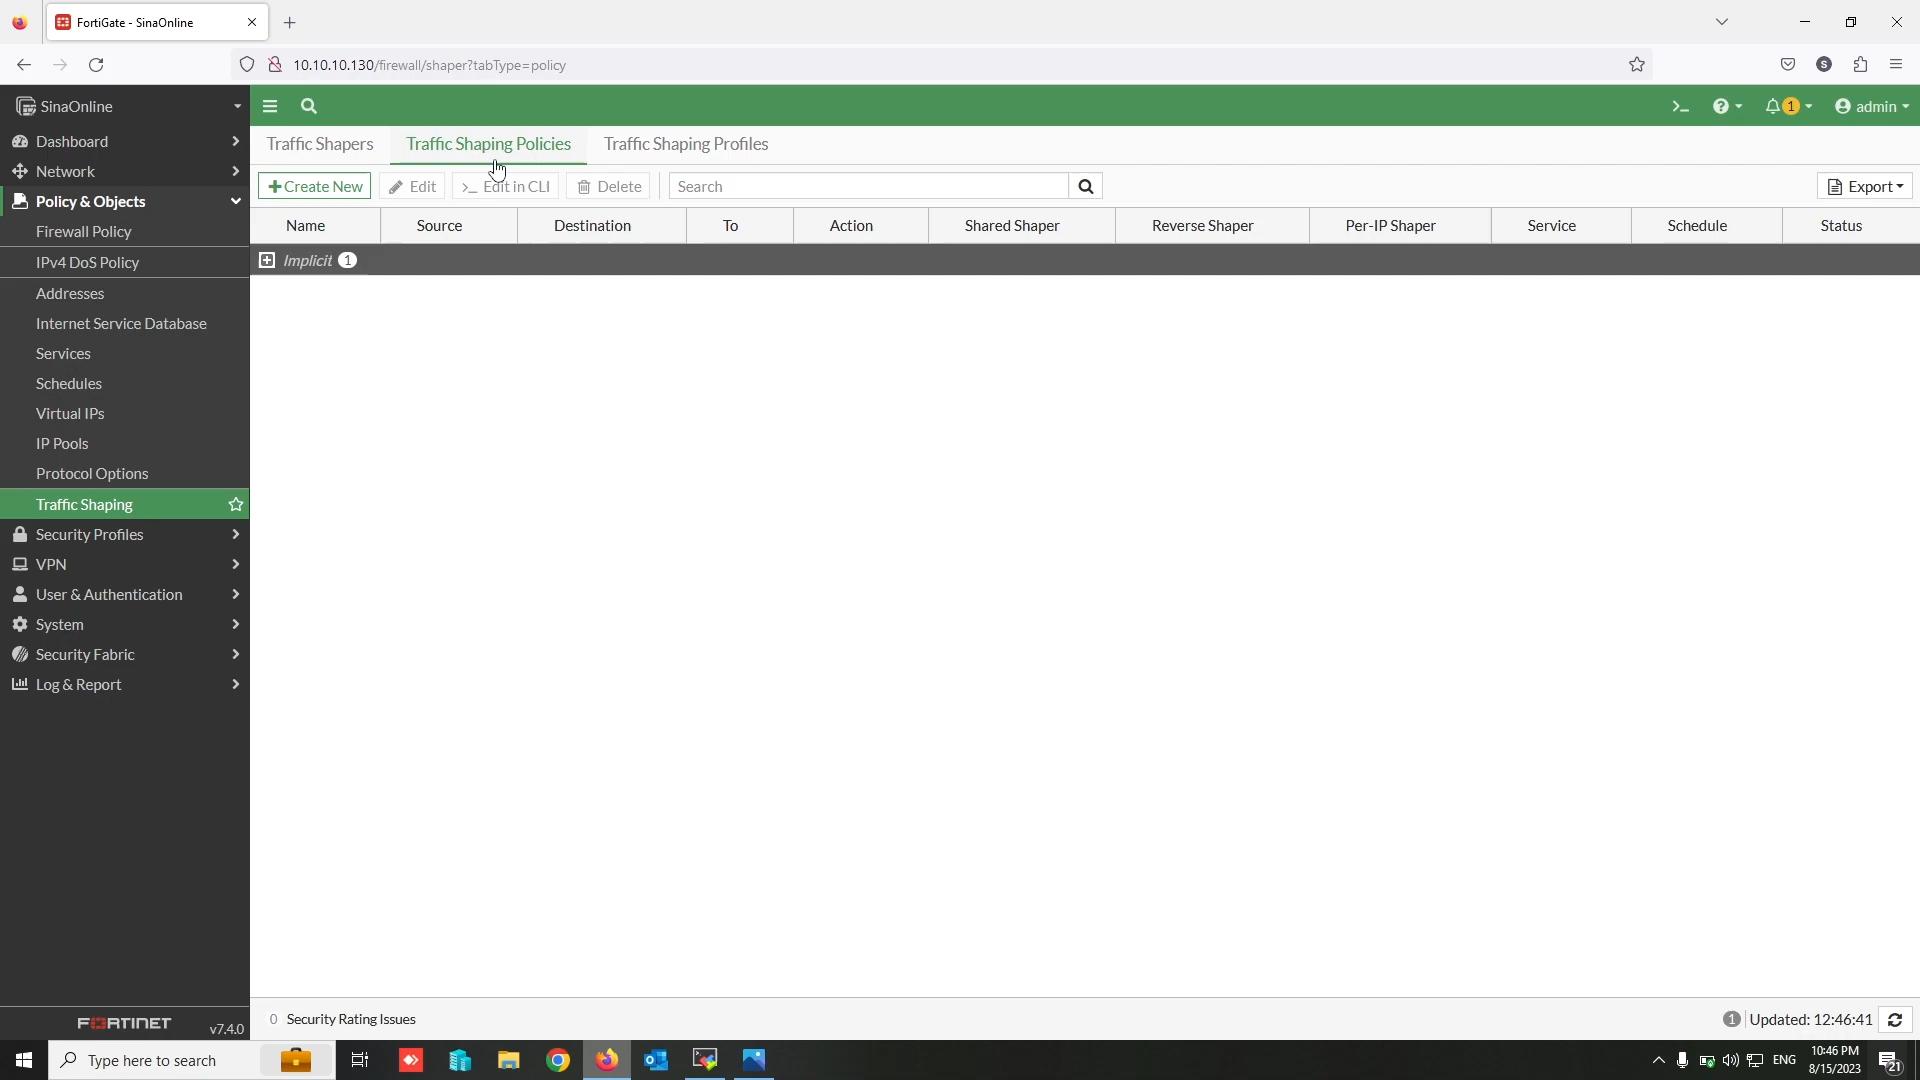 FortiGate - SinaOnline
10.10.10.130/firewall/shaper?tabType=policy
S
SinaOnline
1
admin
Dashboard
Network
Policy & Objects
Firewall Policy
IPv4 DoS Policy
Addresses
Internet Service Database
Services
Schedules
Virtual IPs
IP Pools
Protocol Options
Traffic Shaping
Security Profiles
VPN
User & Authentication
System
Security Fabric
Log & Report
FORTINET v7.4.0
Traffic Shapers Traffic Shaping Policies Traffic Shaping Profiles
Create New Edit Edit in CLI Delete Search Export
Name Source Destination To Action Shared Shaper Reverse Shaper Per-IP Shaper Service Schedule Status
Implicit 1
0 Security Rating Issues
1 Updated: 12:46:41
Type here to search
ENG
10:46 PM
8/15/2023
21